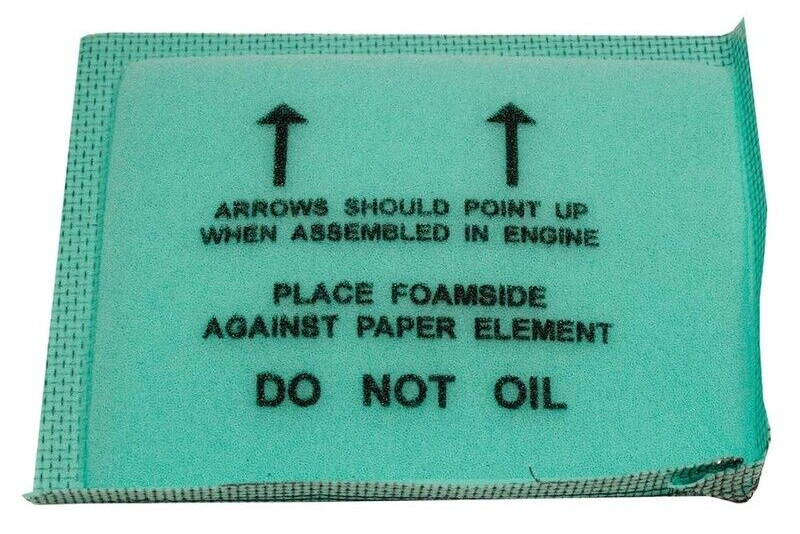 ARROWS SHOULD POINT UP
WHEN ASSEMBLED IN ENGINE
PLACE FOAMSIDE
AGAINST PAPER ELEMENT
DO NOT OIL